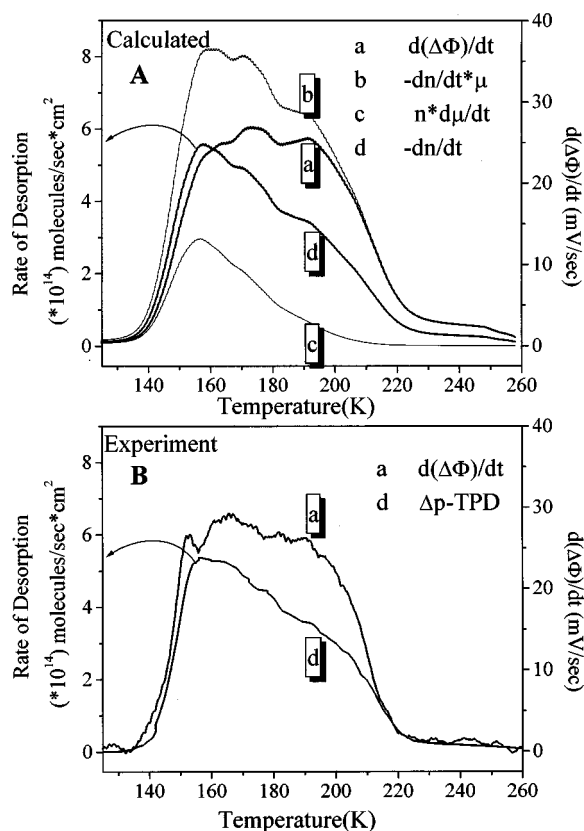 Calculated
A
a d(ΔΦ)/dt
b -dn/dt*μ
c n*dμ/dt
d -dn/dt
b
a
d
c
Rate of Desorption
(*10¹⁴) molecules/sec*cm²
8
6
4
2
0
40
30
20
10
0
d(ΔΦ)/dt (mV/sec)
140 160 180 200 220 240 260
Temperature(K)
Experiment
B
a d(ΔΦ)/dt
d Δp-TPD
a
d
Rate of Desorption
(*10¹⁴) molecules/sec*cm²
8
6
4
2
0
40
30
20
10
0
d(ΔΦ)/dt (mV/sec)
140 160 180 200 220 240 260
Temperature(K)